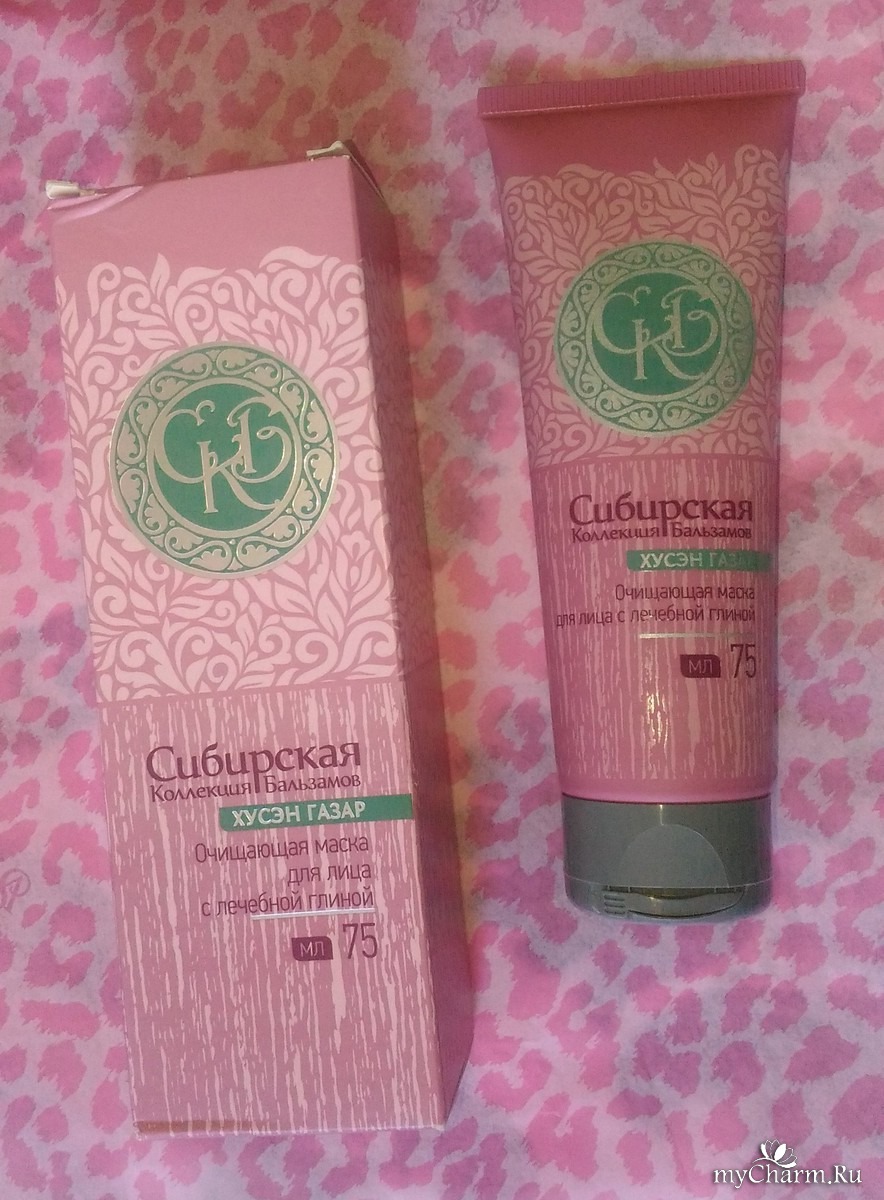 СКБ
Сибирская
Коллекция Бальзамов
ХУСЭН ГАЗАР
Очищающая маска
для лица
с лечебной глиной
мл 75
СКБ
Сибирская
Коллекция Бальзамов
ХУСЭН ГАЗАР
Очищающая маска
для лица с лечебной глиной
мл 75
myCharm.Ru